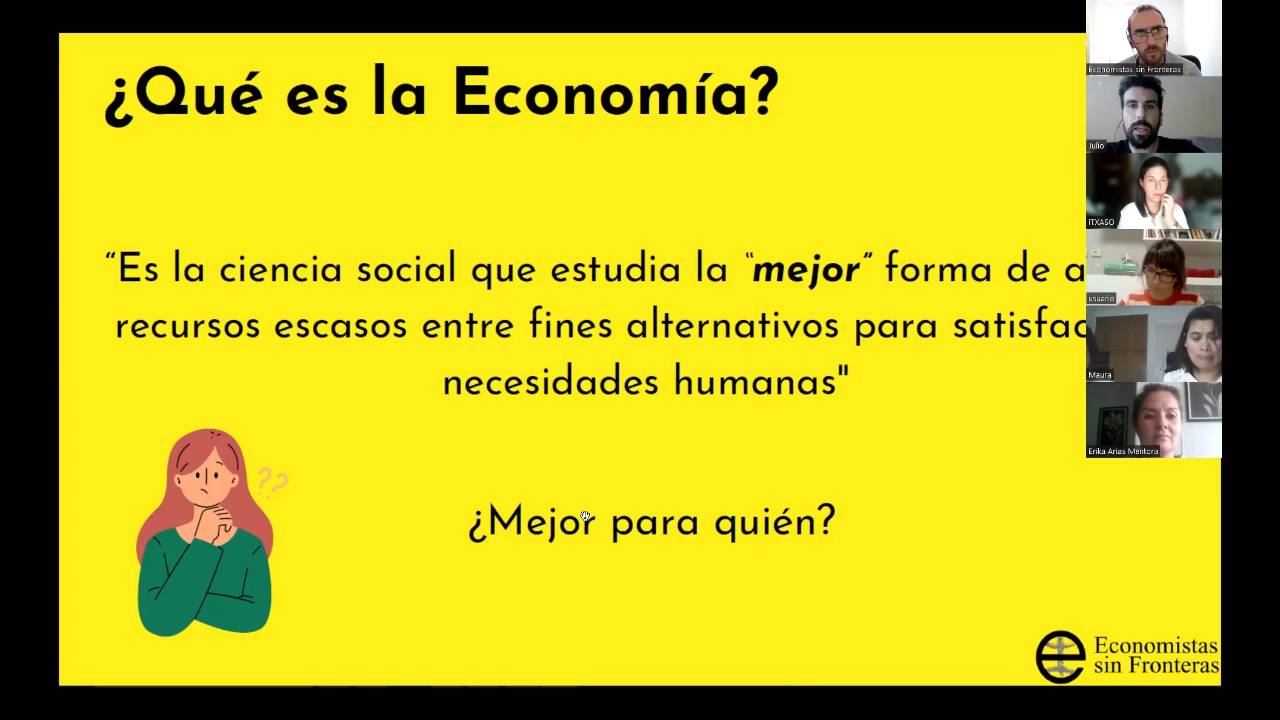 ¿Qué es la Economía?
“Es la ciencia social que estudia la “mejor” forma de
recursos escasos entre fines alternativos para
necesidades humanas"
??
¿Mejor para quién?
Economistas
sin Fronteras
Economistas sin Fronteras
Julio
ITXASO
usuario
Maura
Erika Arias Mentora